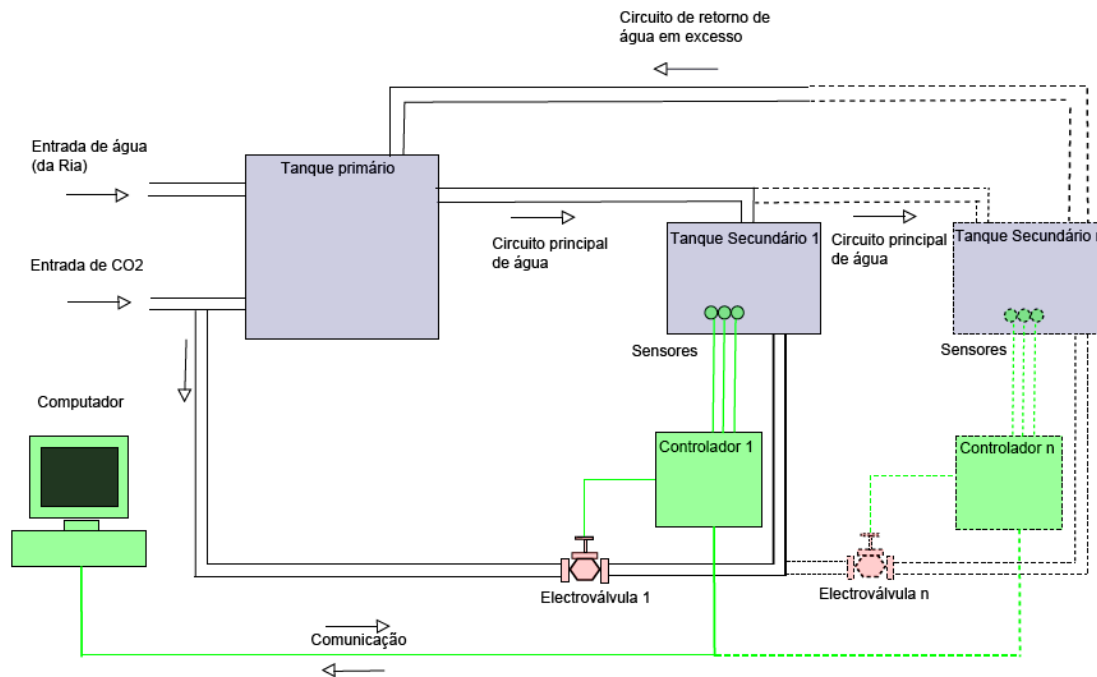 Circuito de retorno de
água em excesso
Entrada de água
(da Ria)
Tanque primário
Tanque Secundário 1
Tanque Secundário
Circuito principal
de água
Circuito principal
de água
Entrada de CO2
Sensores
Sensores
Computador
Controlador 1
Controlador n
Electroválvula 1
Electroválvula n
Comunicação